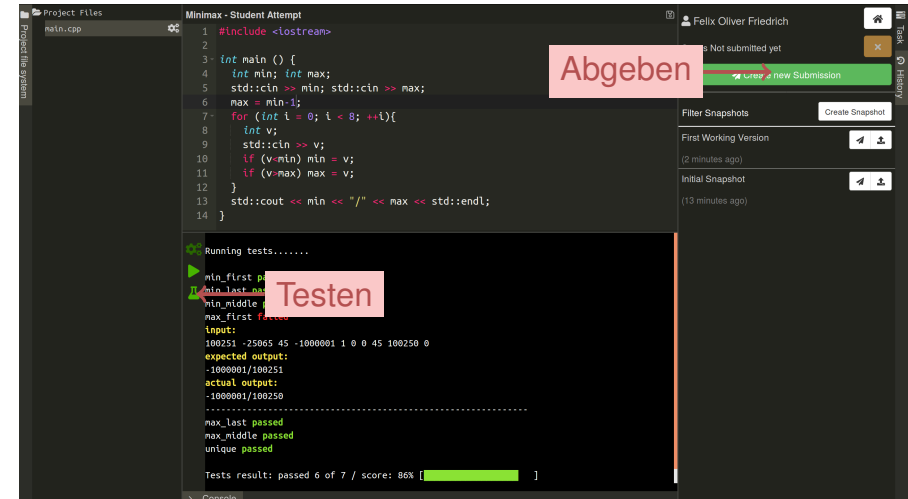 Project Files
main.cpp
Project file system
Minimax - Student Attempt
1 #include <iostream>
2
3 int main () {
4 int min; int max;
5 std::cin >> min; std::cin >> max;
6 max = min-1;
7 for (int i = 0; i < 8; ++i){
8 int v;
9 std::cin >> v;
10 if (v<min) min = v;
11 if (v>max) max = v;
12 }
13 std::cout << min << "/" << max << std::endl;
14 }
Running tests.......
min_first
min_last
min_middle
max_first failed
input:
100251 -25065 45 -1000001 1 0 0 45 100250 0
expected output:
-1000001/100251
actual output:
-1000001/100250
--------------------------------------------------------------
max_last passed
max_middle passed
unique passed
Tests result: passed 6 of 7 / score: 86% [ ]
> Console
Testen
Abgeben
Felix Oliver Friedrich
Not submitted yet
Create new Submission
Filter Snapshots
Create Snapshot
First Working Version
(2 minutes ago)
Initial Snapshot
(13 minutes ago)
Task
History